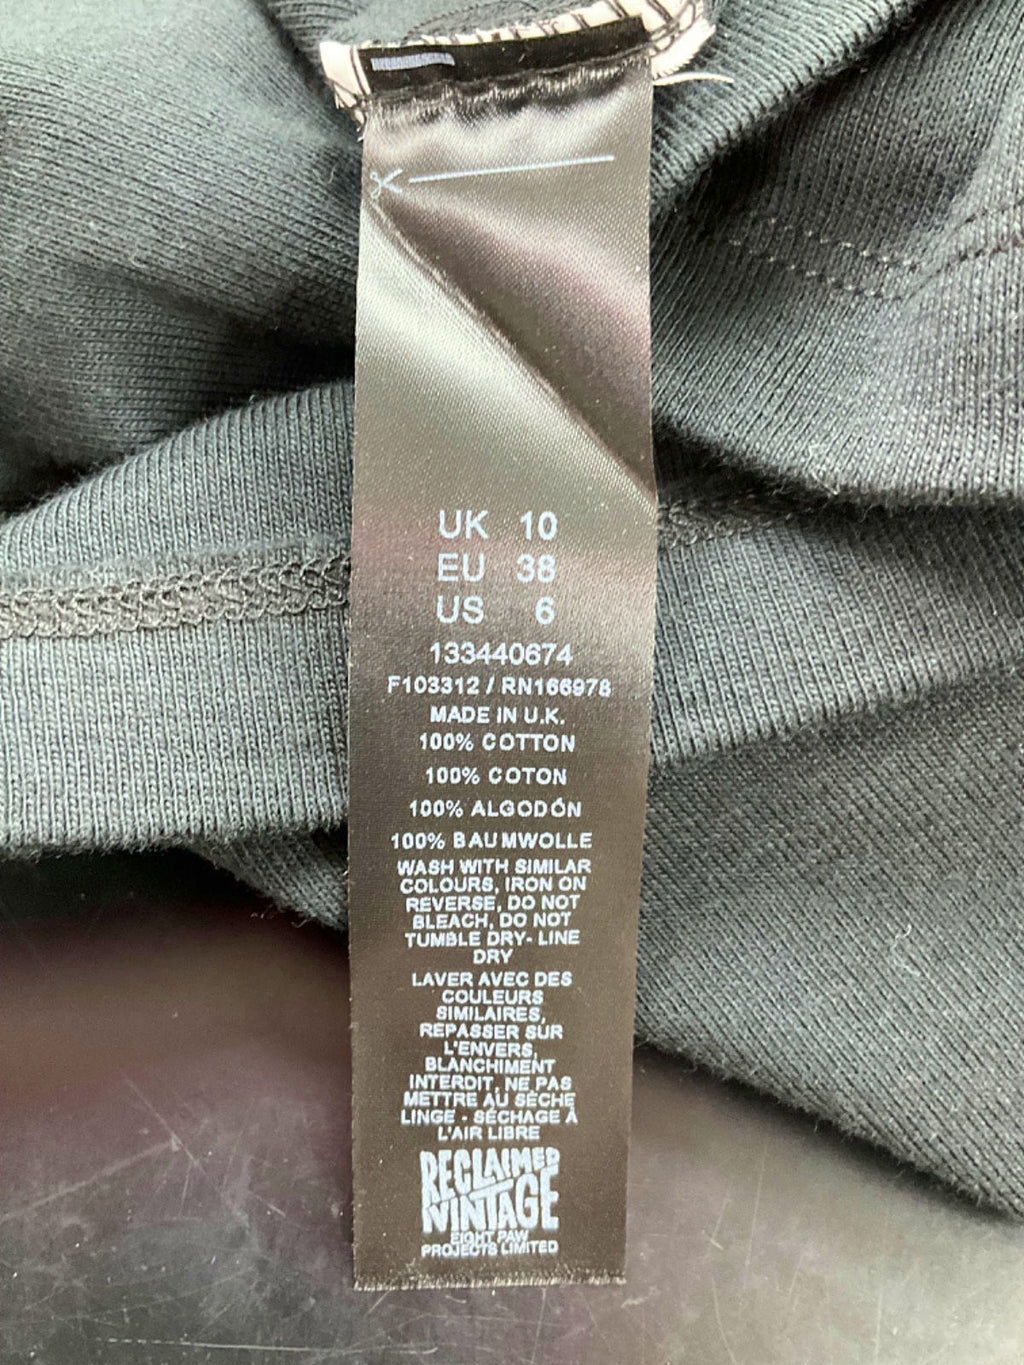 UK 10
EU 38
US 6
133440674
F103312 / RN166978
MADE IN U.K.
100% COTTON
100% COTON
100% ALGODÓN
100% BAUMWOLLE
WASH WITH SIMILAR
COLOURS, IRON ON
REVERSE, DO NOT
BLEACH, DO NOT
TUMBLE DRY- LINE
DRY
LAVER AVEC DES
COULEURS
SIMILAIRES,
REPASSER SUR
L'ENVERS,
BLANCHIMENT
INTERDIT, NE PAS
METTRE AU SÈCHE
LINGE - SÉCHAGE À
L'AIR LIBRE
RECLAIMED
VINTAGE
EIGHT PAW
PROJECTS LIMITED